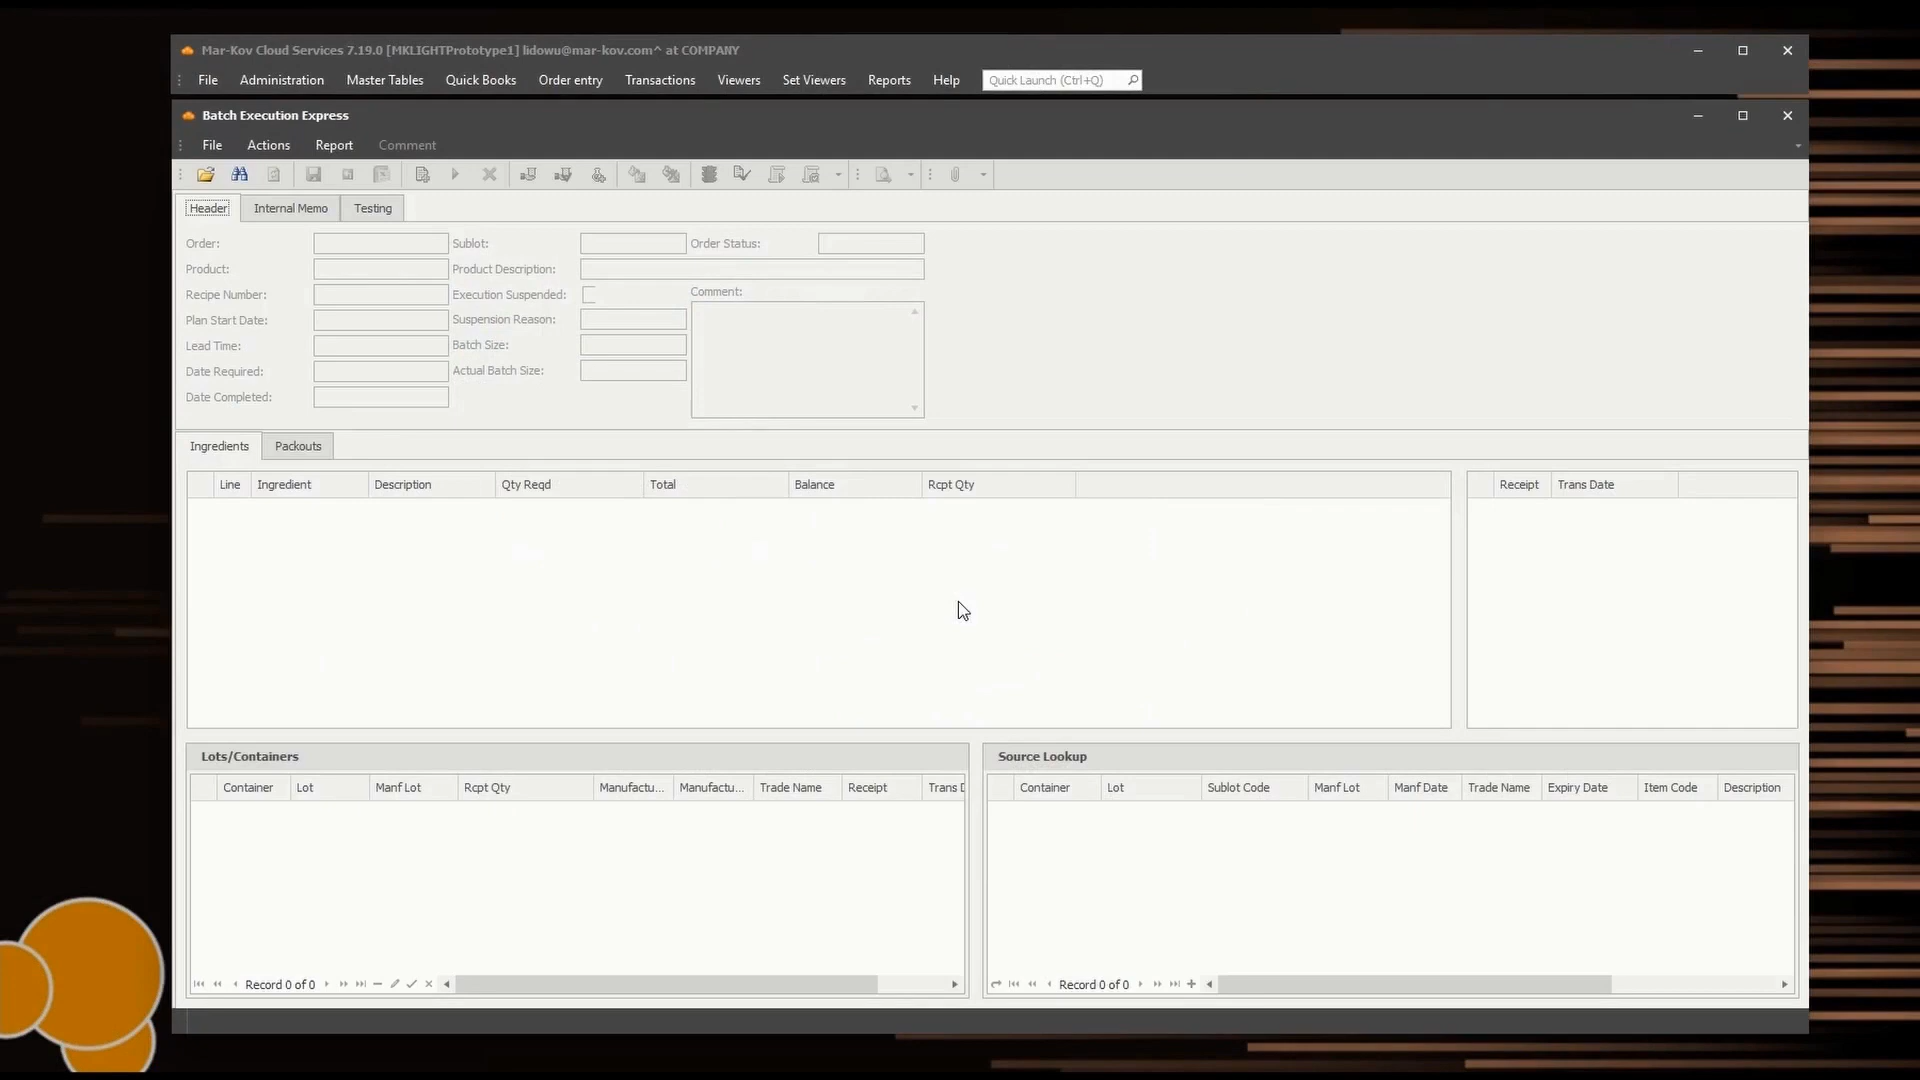 Mar-Kov Cloud Services 7.19.0 [MKLIGHTPrototype1] lidowu@mar-kov.com^ at COMPANY
File Administration Master Tables Quick Books Order entry Transactions Viewers Set Viewers Reports Help Quick Launch (Ctrl+Q)
Batch Execution Express
File Actions Report Comment
Header Internal Memo Testing
Order: Sublot: Order Status:
Product: Product Description:
Recipe Number: Execution Suspended: Comment:
Plan Start Date: Suspension Reason:
Lead Time: Batch Size:
Date Required: Actual Batch Size:
Date Completed:
Ingredients Packouts
Line Ingredient Description Qty Reqd Total Balance Rcpt Qty Receipt Trans Date
Lots/Containers Source Lookup
Container Lot Manf Lot Rcpt Qty Manufactu... Manufactu... Trade Name Receipt Trans D Container Lot Sublot Code Manf Lot Manf Date Trade Name Expiry Date Item Code Description
Record 0 of 0 Record 0 of 0